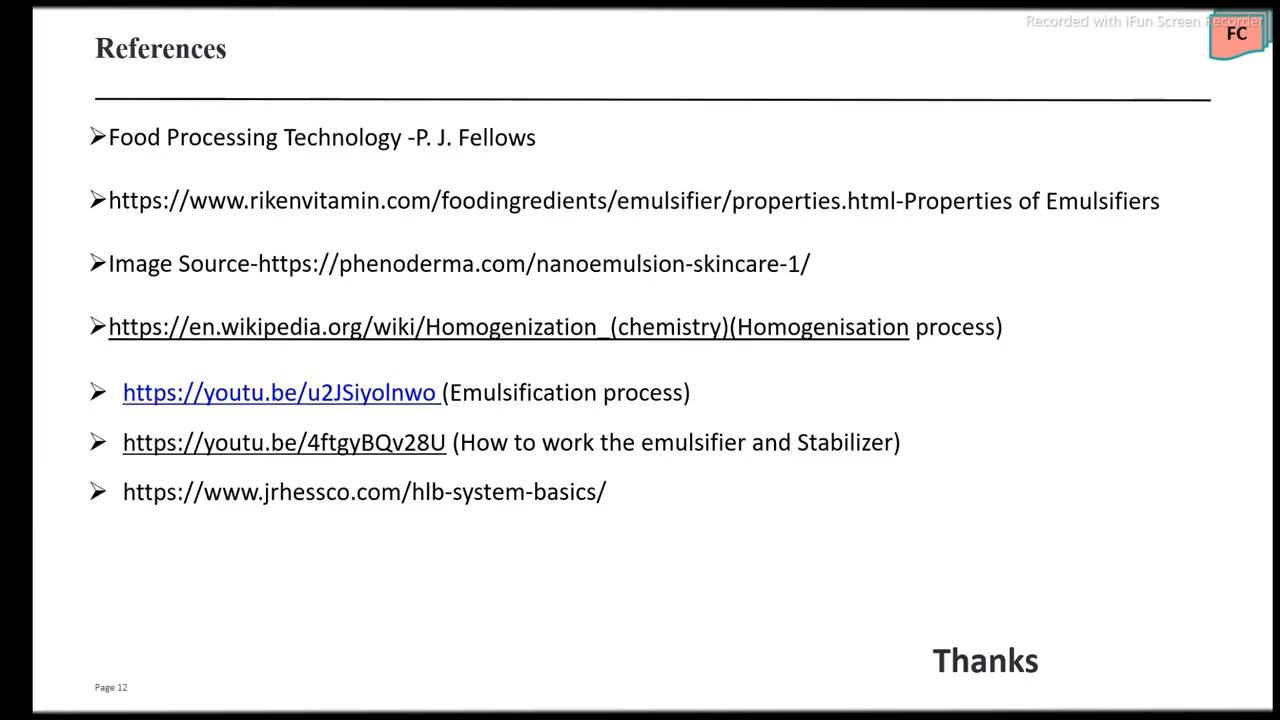 Recorded with iFun Screen Recorder
FC
References
➢Food Processing Technology -P. J. Fellows
➢https://www.rikenvitamin.com/foodingredients/emulsifier/properties.html-Properties of Emulsifiers
➢Image Source-https://phenoderma.com/nanoemulsion-skincare-1/
➢https://en.wikipedia.org/wiki/Homogenization_(chemistry)(Homogenisation process)
➢ https://youtu.be/u2JSiyolnwo (Emulsification process)
➢ https://youtu.be/4ftgyBQv28U (How to work the emulsifier and Stabilizer)
➢ https://www.jrhessco.com/hlb-system-basics/
Thanks
Page 12